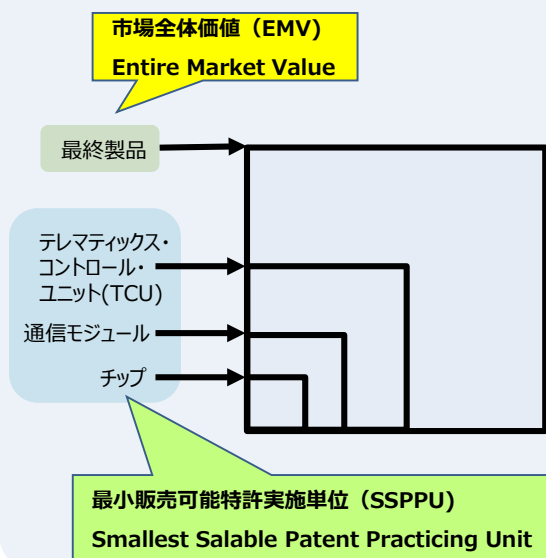 市場全体価値（EMV)
Entire Market Value
最終製品
テレマティックス・
コントロール・
ユニット(TCU)
通信モジュール
チップ
最小販売可能特許実施単位（SSPPU)
Smallest Salable Patent Practicing Unit